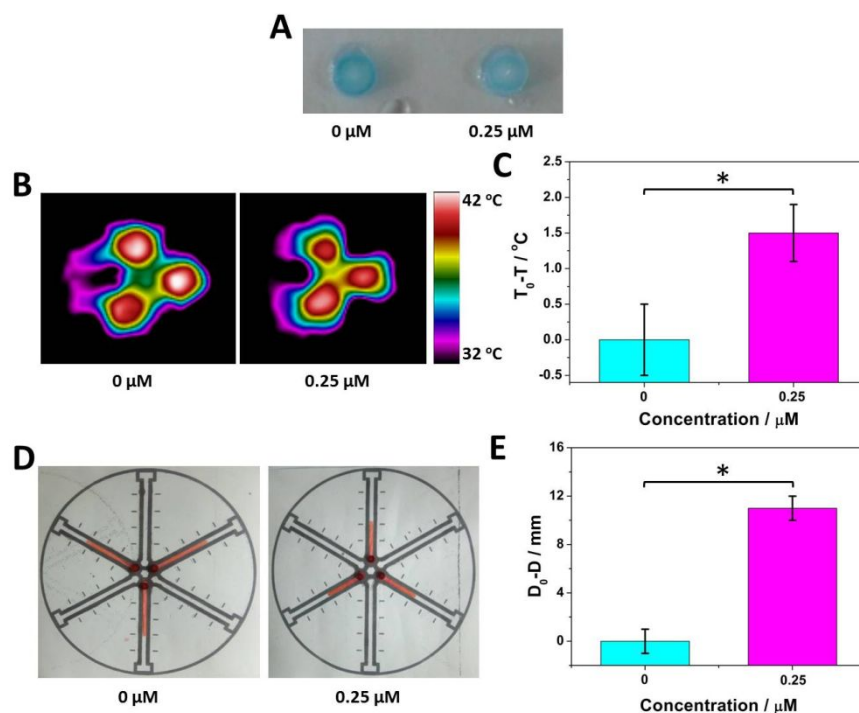 A
0 µM 0.25 µM
B
42 °C
32 °C
0 µM 0.25 µM
C
2.5
2.0
1.5
1.0
0.5
0.0
-0.5
T0-T / °C
*
0 0.25
Concentration / µM
D
0 µM 0.25 µM
E
16
12
8
4
0
D0-D / mm
*
0 0.25
Concentration / µM